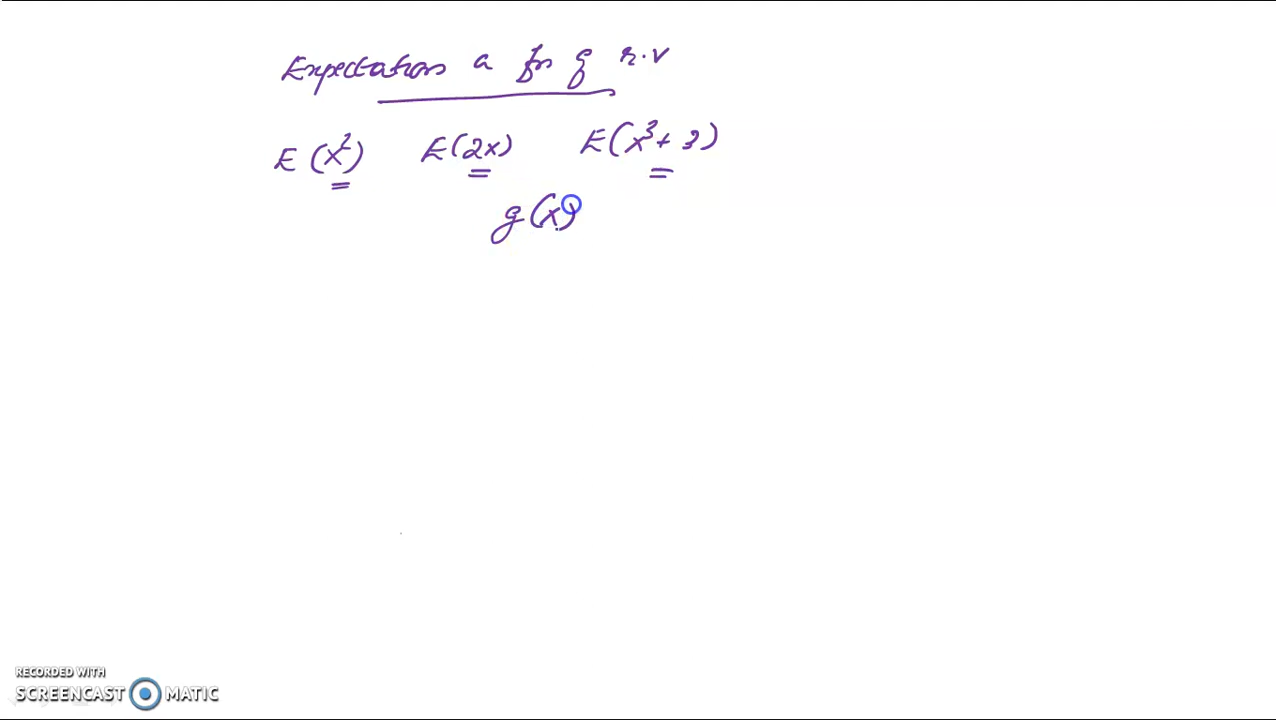 Expectation a fn of r.v
E(x²) E(2x) E(x³+3)
g(x)
RECORDED WITH
SCREENCAST MATIC